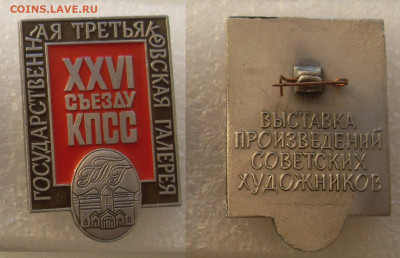 COINS.LAVE.RU
ГОСУДАРСТВЕННАЯ ТРЕТЬЯКОВСКАЯ ГАЛЕРЕЯ
XXVI
СЪЕЗДУ
КПСС
ГТГ
ВЫСТАВКА
ПРОИЗВЕДЕНИЙ
СОВЕТСКИХ
ХУДОЖНИКОВ